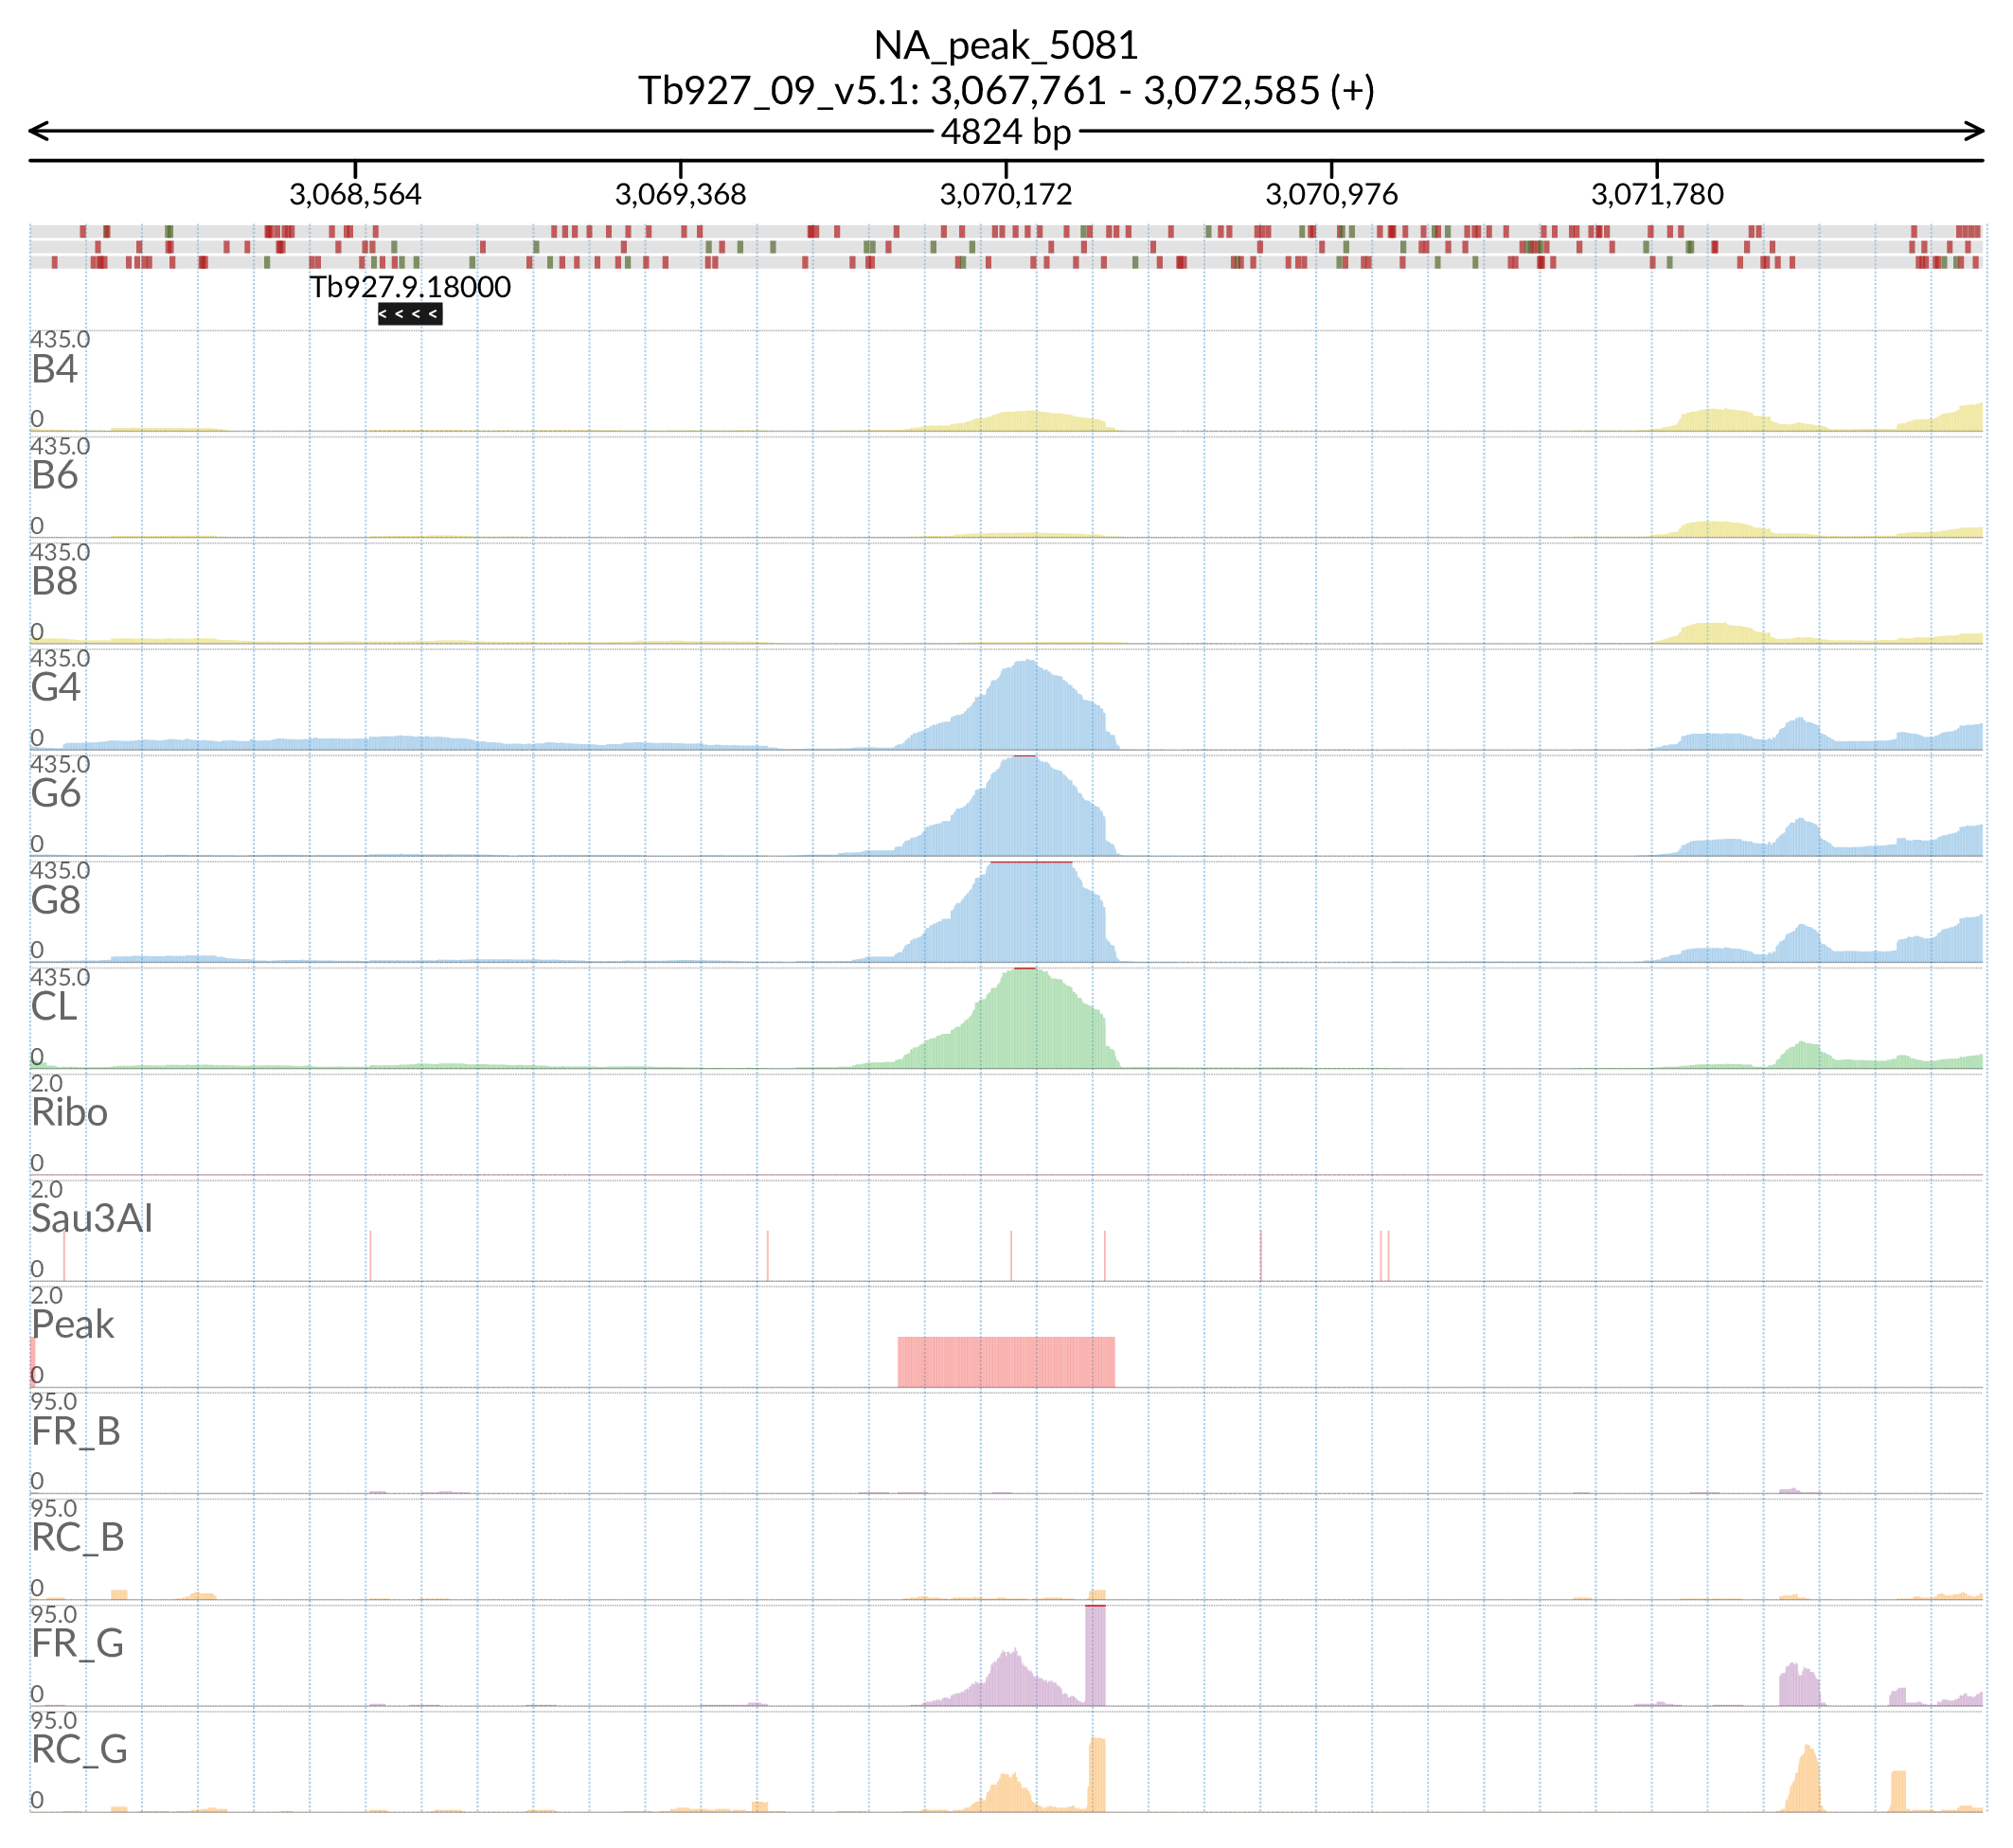 NA_peak_5081
Tb927_09_v5.1: 3,067,761 - 3,072,585 (+)
4824 bp
3,068,564 3,069,368 3,070,172 3,070,976 3,071,780
Tb927.9.18000
< < < <
435.0
B4
0
435.0
B6
0
435.0
B8
0
435.0
G4
0
435.0
G6
0
435.0
G8
0
435.0
CL
0
2.0
Ribo
0
2.0
Sau3AI
0
2.0
Peak
0
95.0
FR_B
0
95.0
RC_B
0
95.0
FR_G
0
95.0
RC_G
0